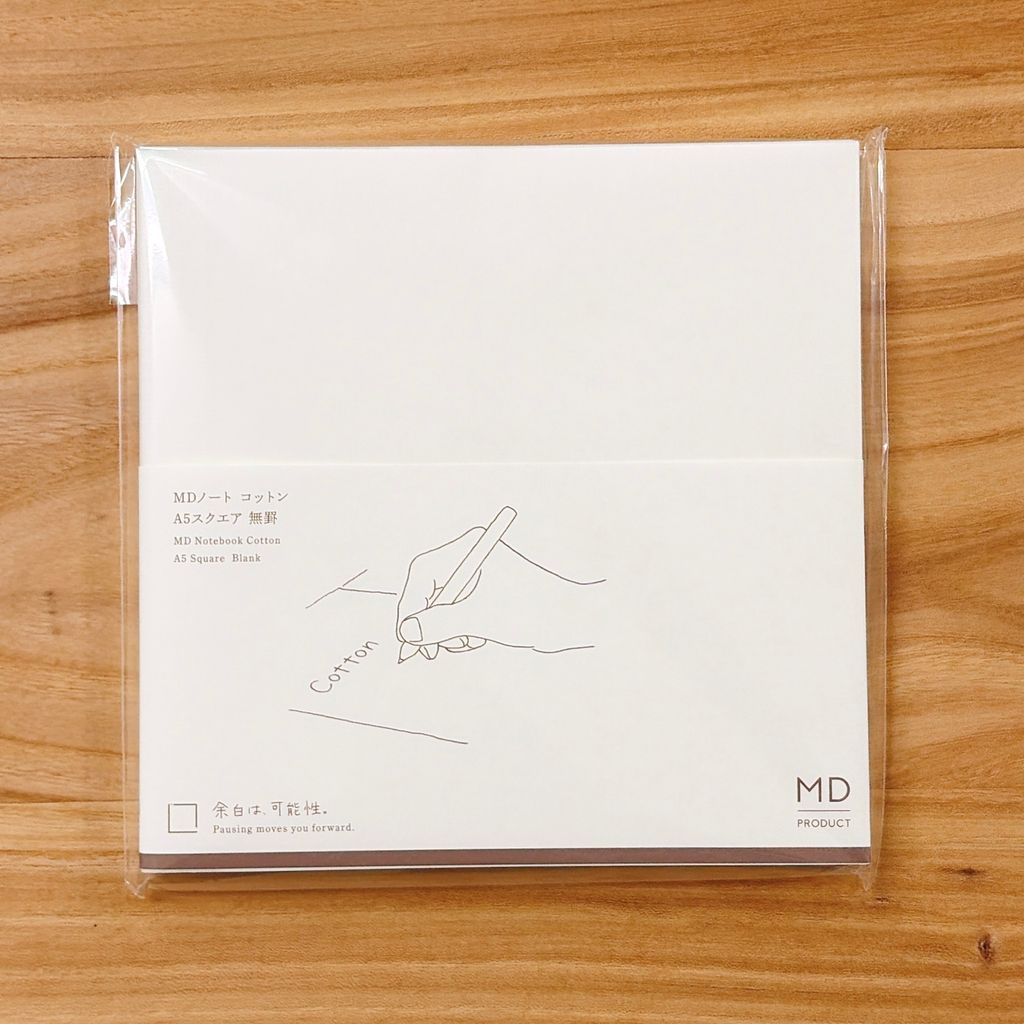 MDノート コットン
A5スクエア 無罫
MD Notebook Cotton
A5 Square Blank
Cotton
余白は、可能性。
Pausing moves you forward.
MD
PRODUCT